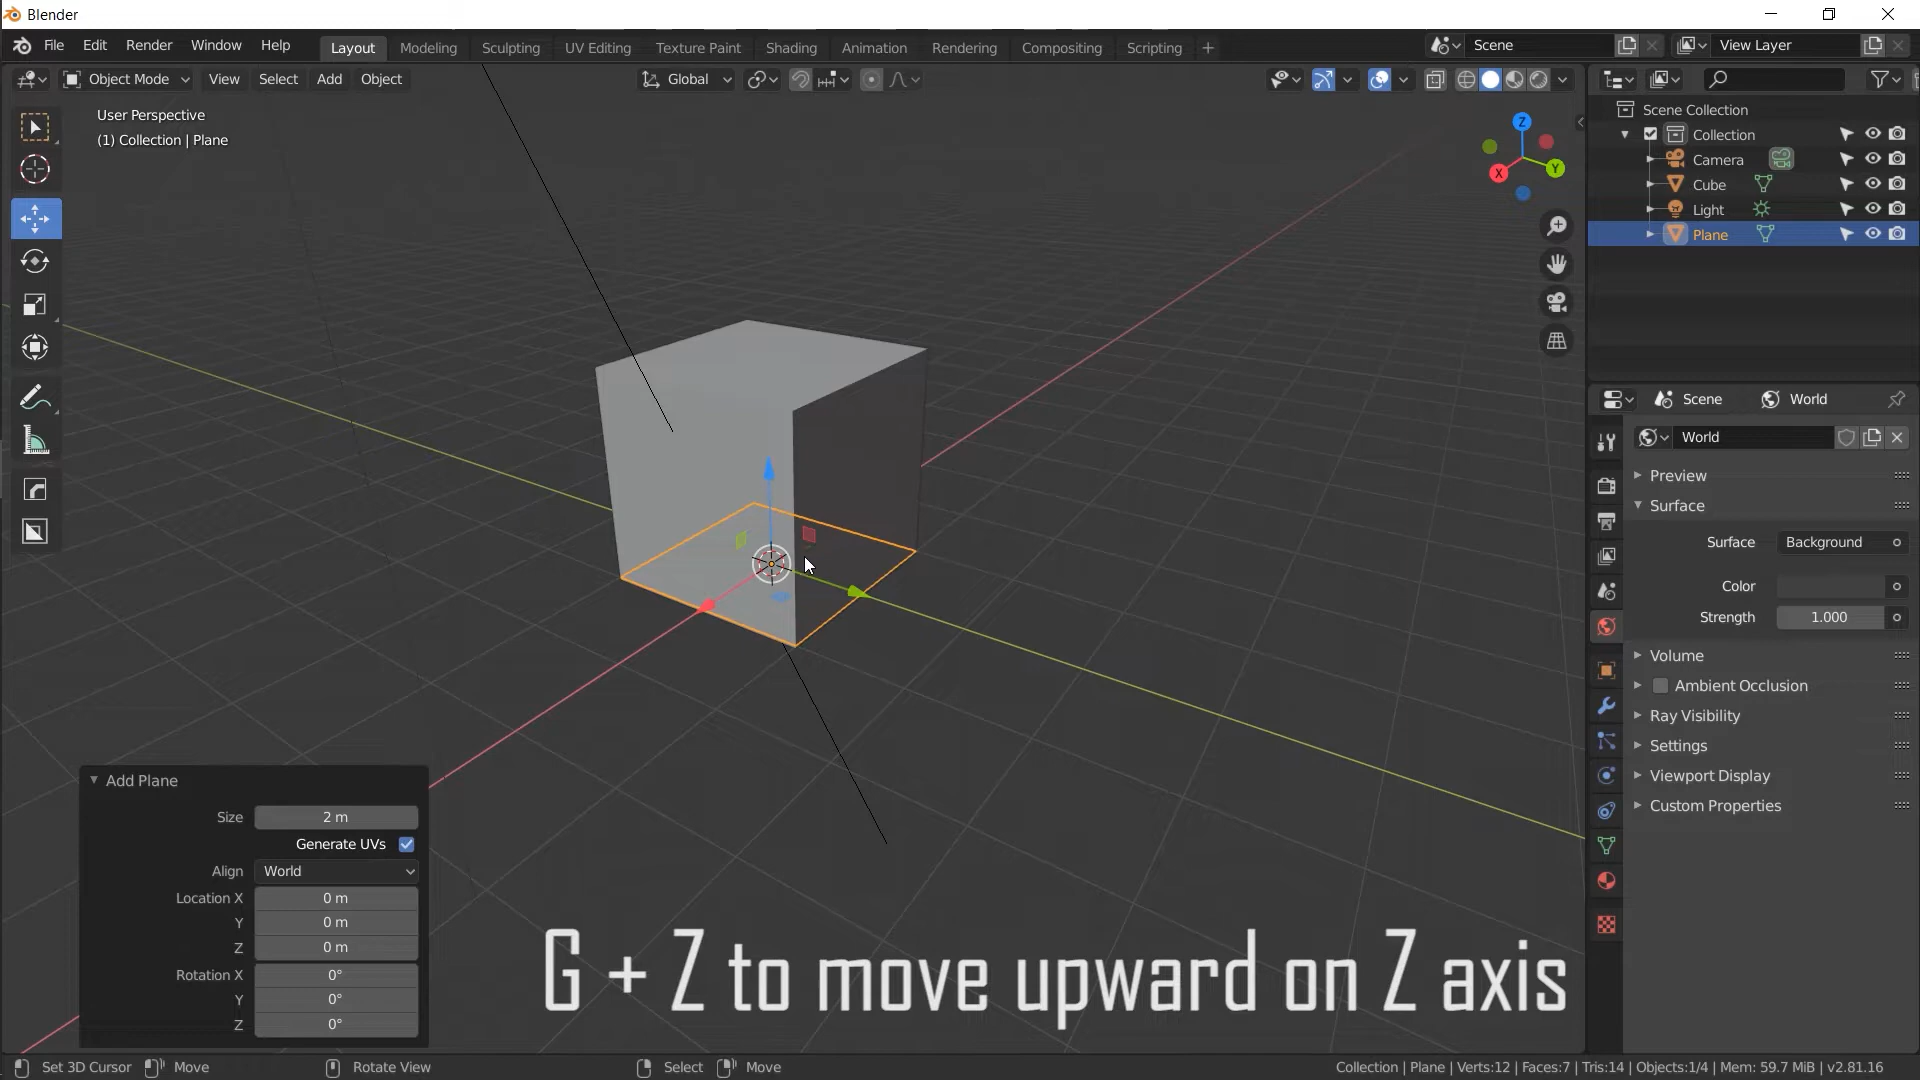 Blender
File Edit Render Window Help Layout Modeling Sculpting UV Editing Texture Paint Shading Animation Rendering Compositing Scripting + Scene View Layer
Object Mode View Select Add Object Global
User Perspective
(1) Collection | Plane
Z
Y
X
Scene Collection
Collection
Camera
Cube
Light
Plane
Scene World
World
Preview
Surface
Surface Background
Color
Strength 1.000
Volume
Ambient Occlusion
Ray Visibility
Settings
Viewport Display
Custom Properties
Add Plane
Size 2 m
Generate UVs
Align World
Location X 0 m
Y 0 m
Z 0 m
Rotation X 0°
Y 0°
Z 0°
G + Z to move upward on Z axis
Set 3D Cursor Move Rotate View Select Move Collection | Plane | Verts:12 | Faces:7 | Tris:14 | Objects:1/4 | Mem: 59.7 MiB | v2.81.16